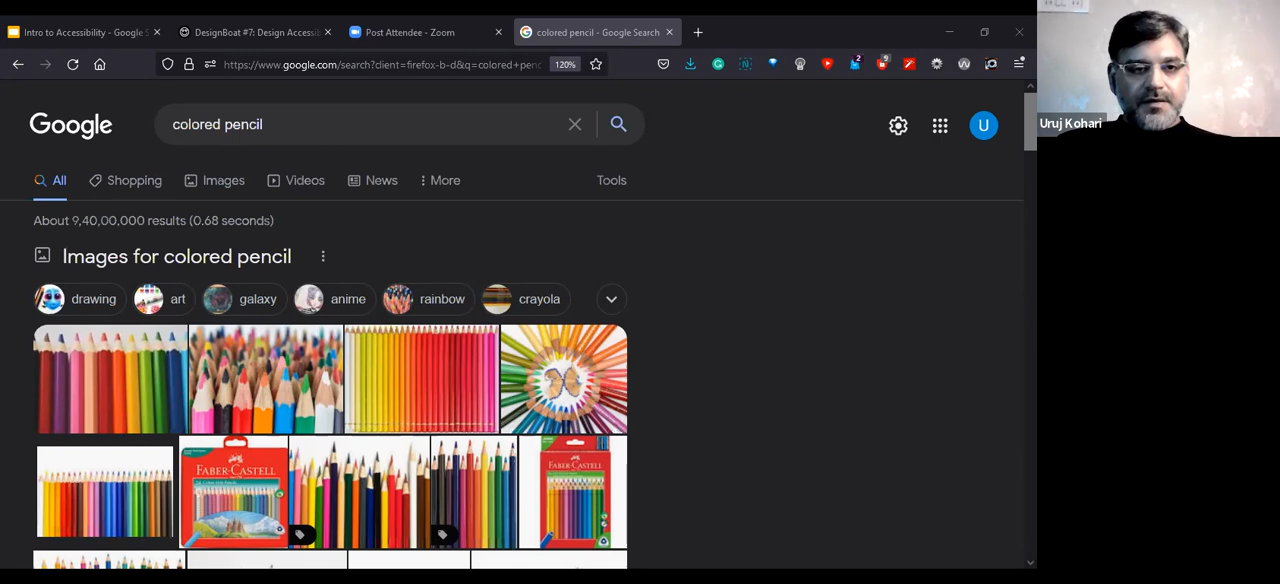 Intro to Accessibility - Google S
DesignBoat #7: Design Accessib
Post Attendee - Zoom
colored pencil - Google Search
https://www.google.com/search?client=firefox-b-d&q=colored+penc
120%
2
9
Google
colored pencil
U
All
Shopping
Images
Videos
News
More
Tools
About 9,40,00,000 results (0.68 seconds)
Images for colored pencil
drawing
art
galaxy
anime
rainbow
crayola
FABER-CASTELL
FABER-CASTELL
Uruj Kohari